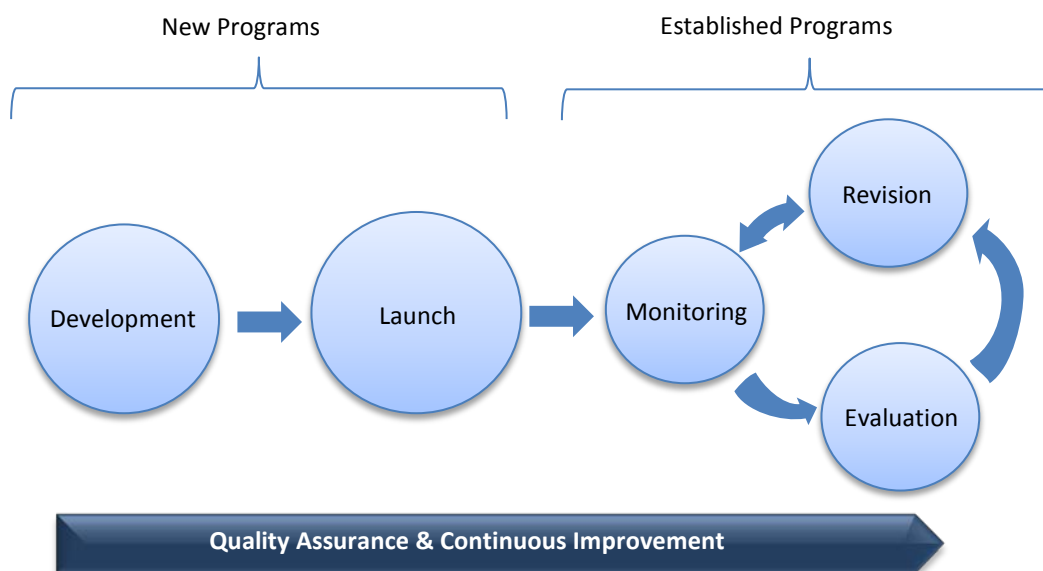 New Programs
Established Programs
Development
Launch
Monitoring
Revision
Evaluation
Quality Assurance & Continuous Improvement